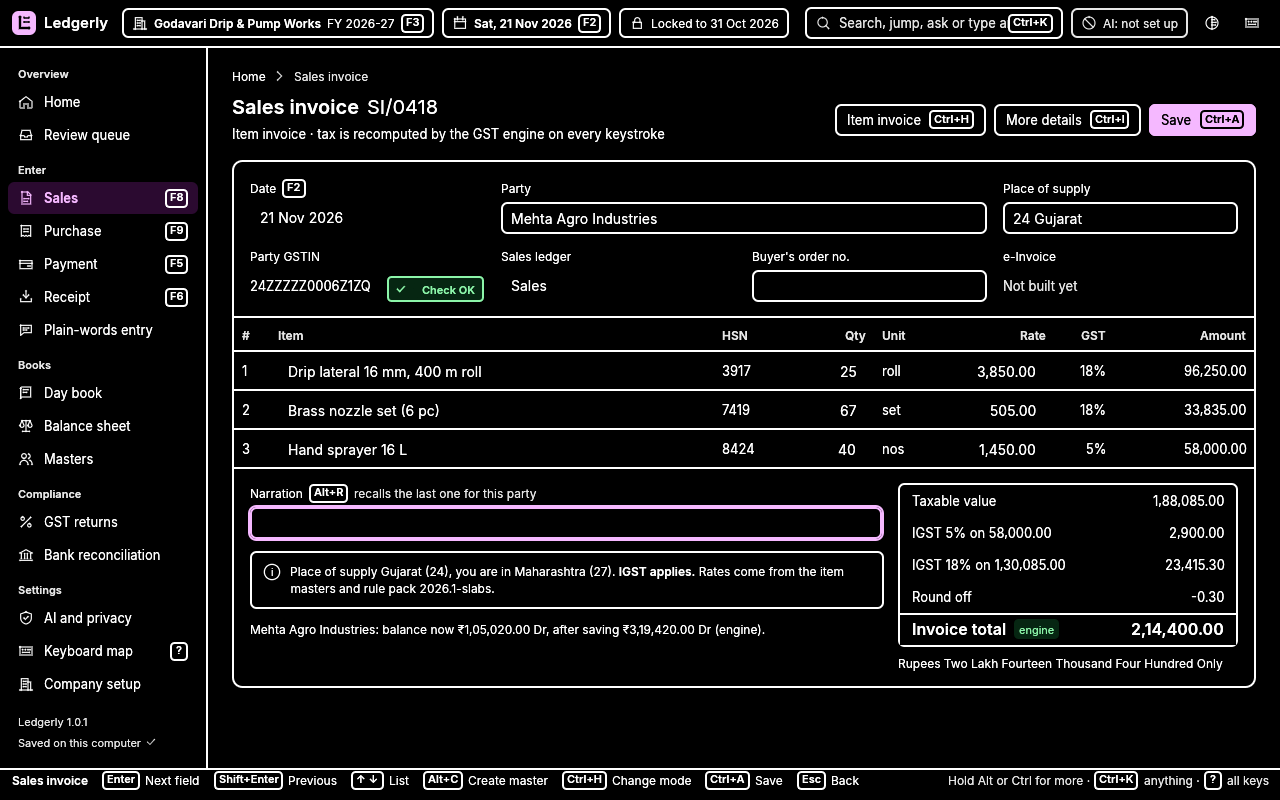 Ledgerly
Godavari Drip & Pump Works FY 2026-27 F3
Sat, 21 Nov 2026 F2
Locked to 31 Oct 2026
Search, jump, ask or type a Ctrl+K
AI: not set up
Overview
Home
Review queue
Enter
Sales F8
Purchase F9
Payment F5
Receipt F6
Plain-words entry
Books
Day book
Balance sheet
Masters
Compliance
GST returns
Bank reconciliation
Settings
AI and privacy
Keyboard map ?
Company setup
Ledgerly 1.0.1
Saved on this computer
Home Sales invoice
Sales invoice SI/0418
Item invoice · tax is recomputed by the GST engine on every keystroke
Item invoice Ctrl+H
More details Ctrl+I
Save Ctrl+A
Date F2
21 Nov 2026
Party
Mehta Agro Industries
Place of supply
24 Gujarat
Party GSTIN
24ZZZZZ0006Z1ZQ
Check OK
Sales ledger
Sales
Buyer's order no.
e-Invoice
Not built yet
# Item HSN Qty Unit Rate GST Amount
1 Drip lateral 16 mm, 400 m roll 3917 25 roll 3,850.00 18% 96,250.00
2 Brass nozzle set (6 pc) 7419 67 set 505.00 18% 33,835.00
3 Hand sprayer 16 L 8424 40 nos 1,450.00 5% 58,000.00
Narration Alt+R recalls the last one for this party
Place of supply Gujarat (24), you are in Maharashtra (27). IGST applies. Rates come from the item
masters and rule pack 2026.1-slabs.
Mehta Agro Industries: balance now ₹1,05,020.00 Dr, after saving ₹3,19,420.00 Dr (engine).
Taxable value 1,88,085.00
IGST 5% on 58,000.00 2,900.00
IGST 18% on 1,30,085.00 23,415.30
Round off -0.30
Invoice total engine 2,14,400.00
Rupees Two Lakh Fourteen Thousand Four Hundred Only
Sales invoice Enter Next field Shift+Enter Previous ↑ ↓ List Alt+C Create master Ctrl+H Change mode Ctrl+A Save Esc Back
Hold Alt or Ctrl for more · Ctrl+K anything · ? all keys